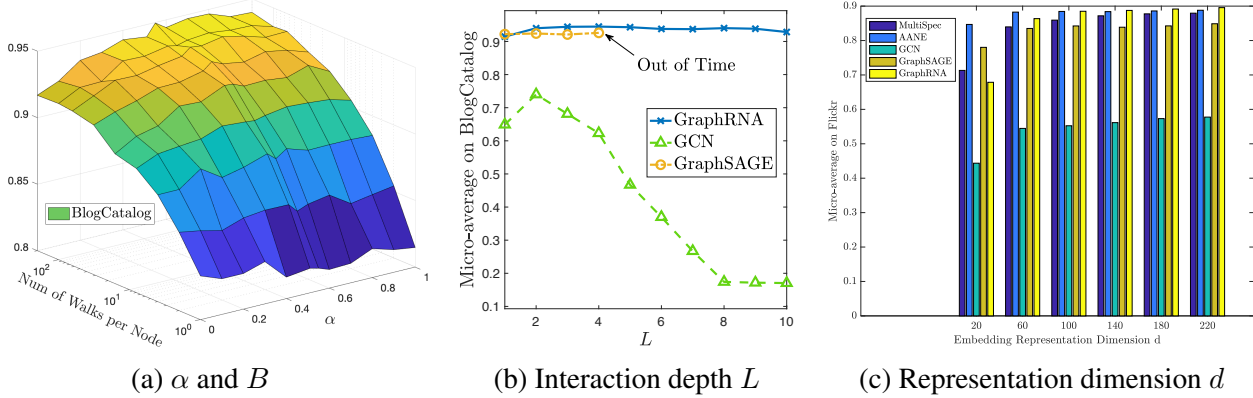 0.95
0.9
0.85
0.8
BlogCatalog
10²
10¹
10⁰
Num of Walks per Node
0
0.2
0.4
0.6
0.8
1
α
(a) α and B
Micro-average on BlogCatalog
0.9
0.8
0.7
0.6
0.5
0.4
0.3
0.2
0.1
Out of Time
GraphRNA
GCN
GraphSAGE
2
4
6
8
10
L
(b) Interaction depth L
Micro-average on Flickr
0.9
0.8
0.7
0.6
0.5
0.4
0.3
0.2
0.1
0
MultiSpec
AANE
GCN
GraphSAGE
GraphRNA
20
60
100
140
180
220
Embedding Representation Dimension d
(c) Representation dimension d